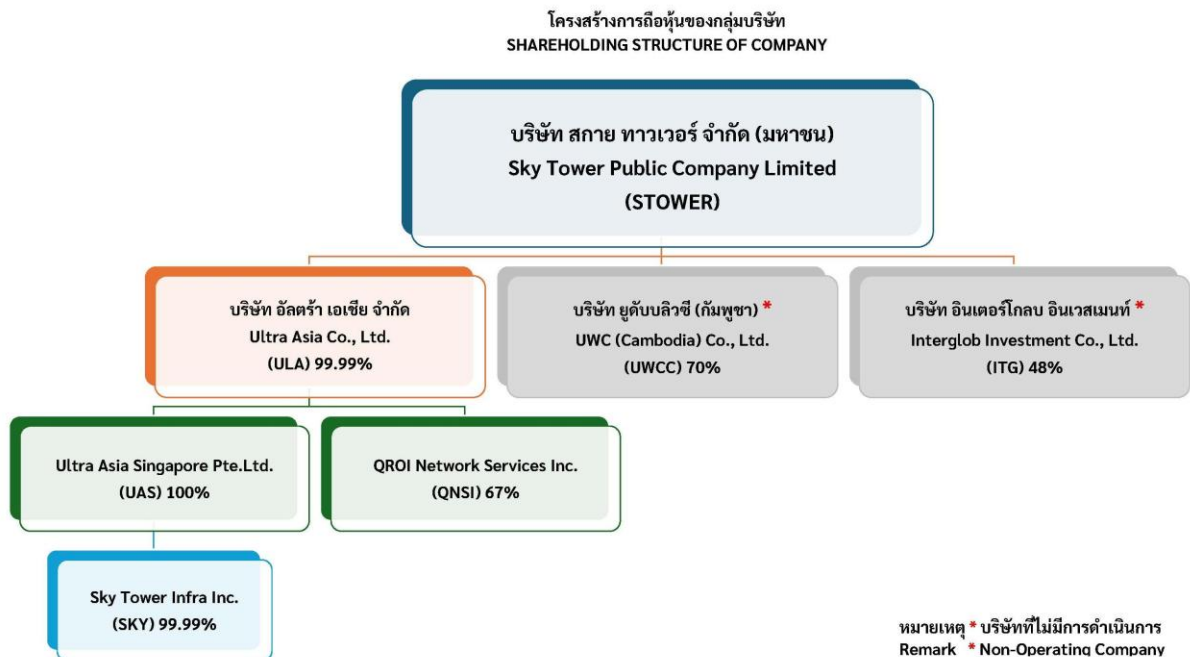 โครงสร้างการถือหุ้นของกลุ่มบริษัท
SHAREHOLDING STRUCTURE OF COMPANY
บริษัท สกาย ทาวเวอร์ จำกัด (มหาชน)
Sky Tower Public Company Limited
(STOWER)
บริษัท อัลตร้า เอเชีย จำกัด
Ultra Asia Co., Ltd.
(ULA) 99.99%
บริษัท ยูดับบลิวซี (กัมพูชา) *
UWC (Cambodia) Co., Ltd.
(UWCC) 70%
บริษัท อินเตอร์โกลบ อินเวสเมนท์ *
Interglob Investment Co., Ltd.
(ITG) 48%
Ultra Asia Singapore Pte.Ltd.
(UAS) 100%
QROI Network Services Inc.
(QNSI) 67%
Sky Tower Infra Inc.
(SKY) 99.99%
หมายเหตุ * บริษัทที่ไม่มีการดำเนินการ
Remark * Non-Operating Company